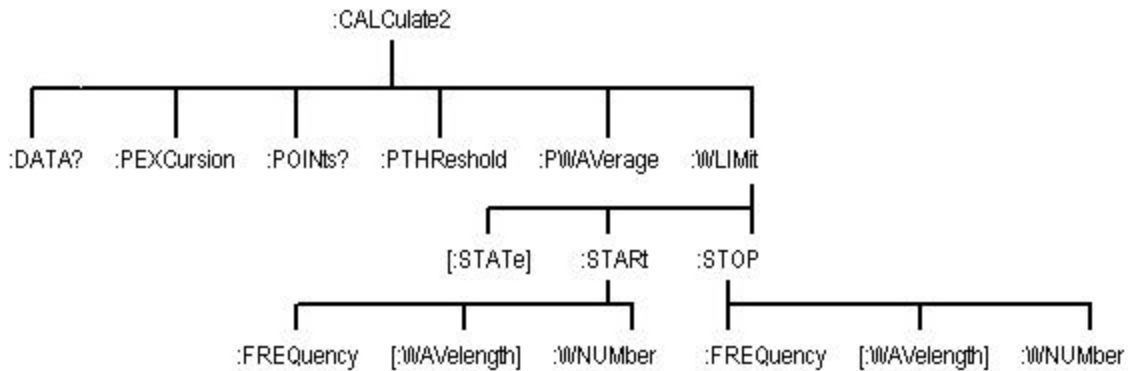 :CALCulate2
:DATA? :PEXCursion :POINts? :PTHReshold :PWAVerage :WLIMit
[:STATe] :STARt :STOP
:FREQuency [:WAVelength] :WNUMber :FREQuency [:WAVelength] :WNUMber